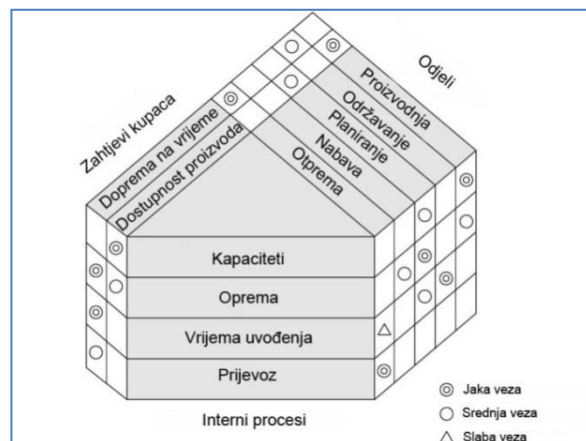 Zahtjevi kupaca
Odjeli
Doprema na vrijeme
Dostupnost proizvoda
Proizvodnja
Održavanje
Planiranje
Nabava
Otprema
Kapaciteti
Oprema
Vrijema uvođenja
Prijevoz
Interni procesi
Jaka veza
Srednja veza
Slaba veza